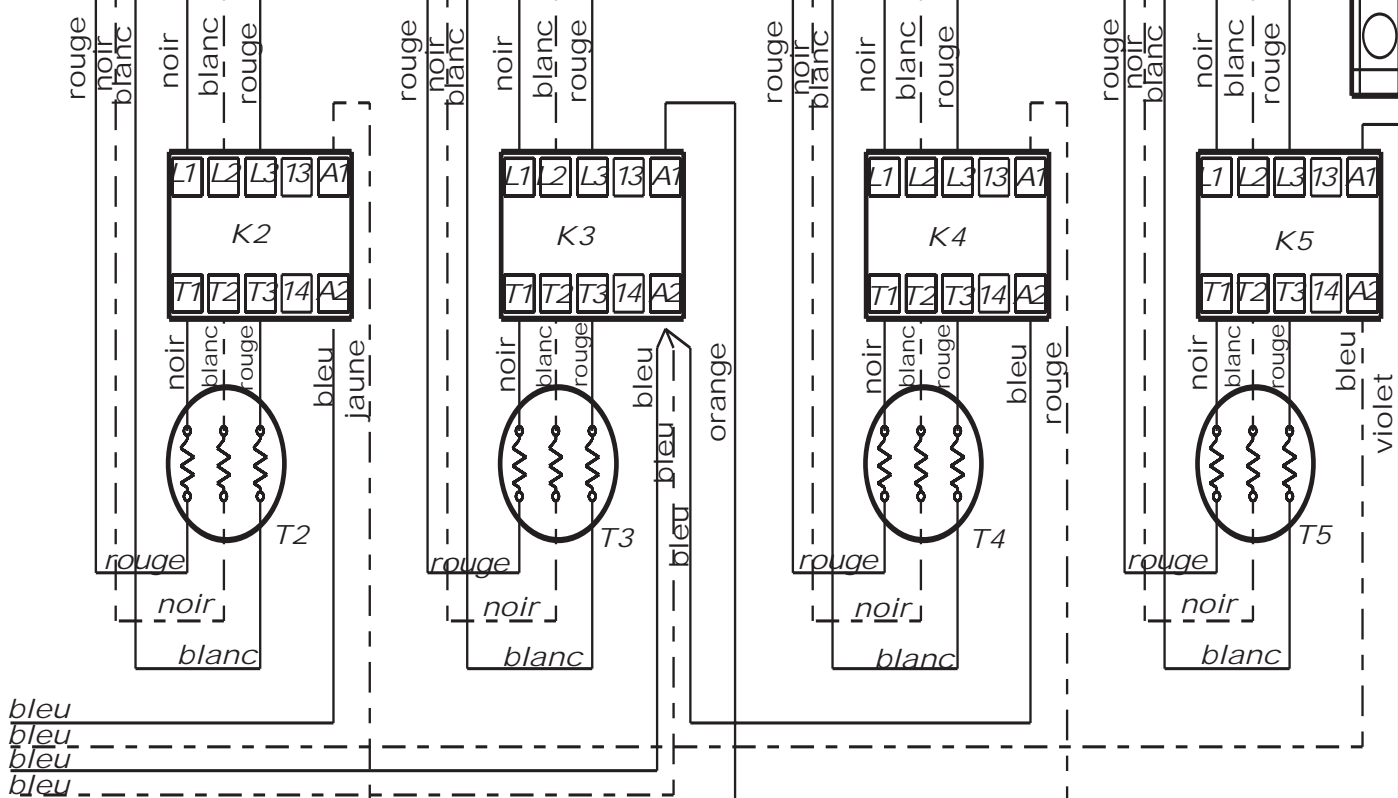 rouge noir blanc noir blanc rouge rouge noir blanc noir blanc rouge rouge noir blanc noir blanc rouge rouge noir blanc noir blanc rouge
L1 L2 L3 13 A1 L1 L2 L3 13 A1 L1 L2 L3 13 A1 L1 L2 L3 13 A1
K2 K3 K4 K5
T1 T2 T3 14 A2 T1 T2 T3 14 A2 T1 T2 T3 14 A2 T1 T2 T3 14 A2
noir blanc rouge bleu jaune noir blanc rouge bleu bleu bleu orange noir blanc rouge bleu rouge noir blanc rouge bleu violet
T2 T3 T4 T5
rouge rouge rouge rouge
noir noir noir noir
blanc blanc blanc blanc
bleu
bleu
bleu
bleu